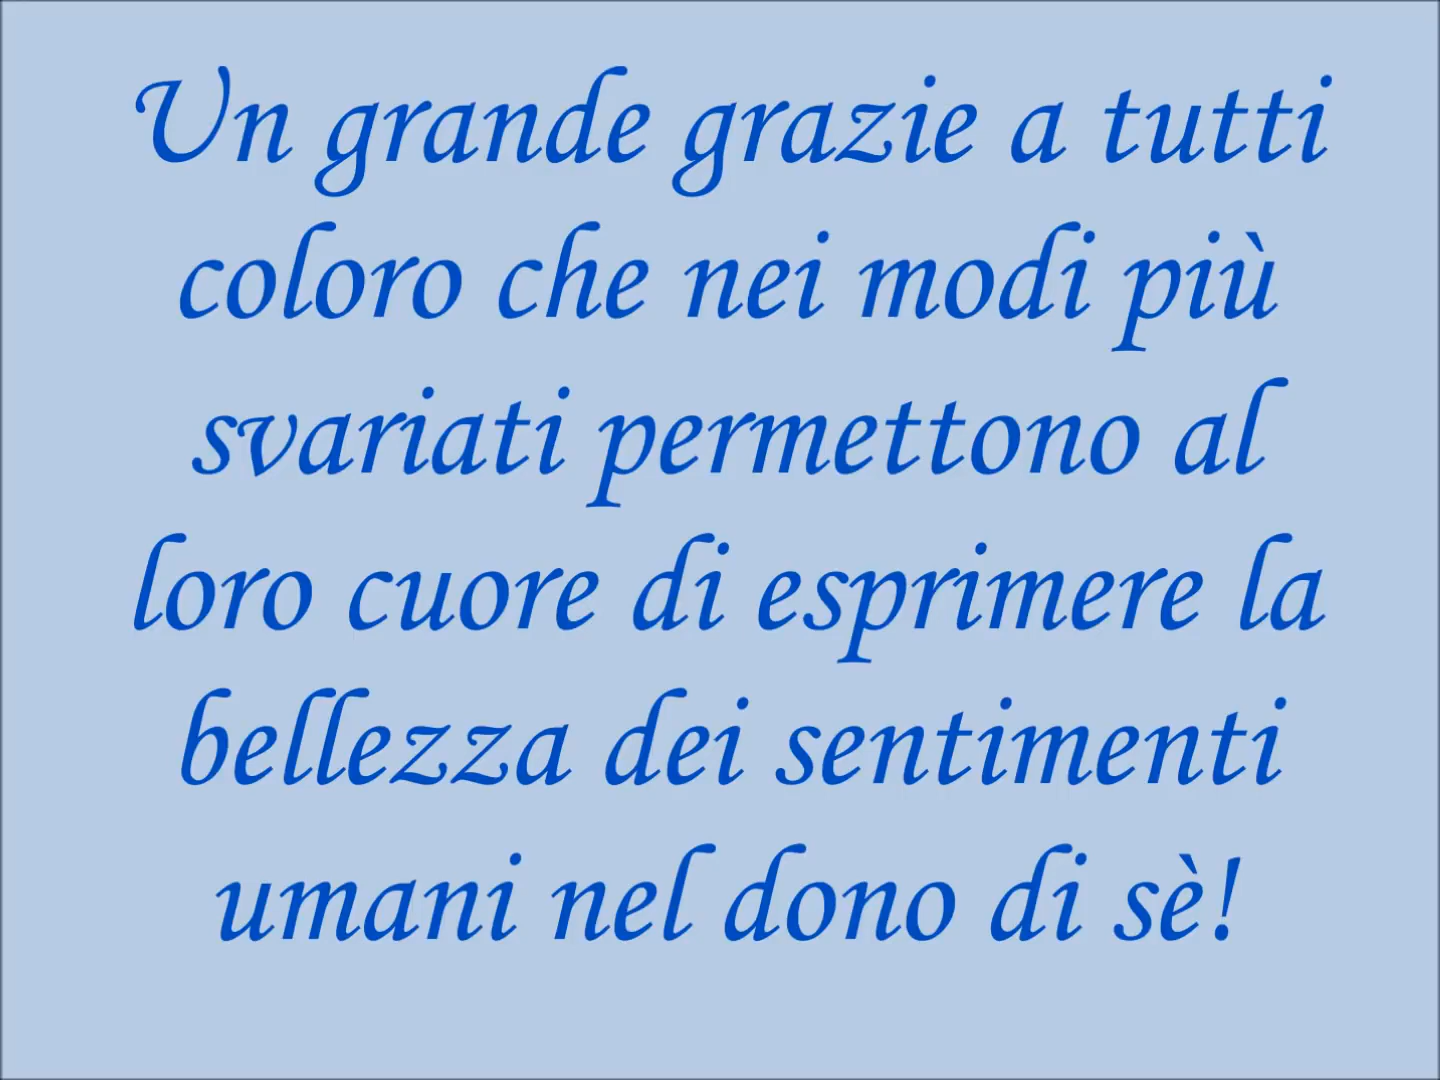 Un grande grazie a tutti
coloro che nei modi più
svariati permettono al
loro cuore di esprimere la
bellezza dei sentimenti
umani nel dono di sè!